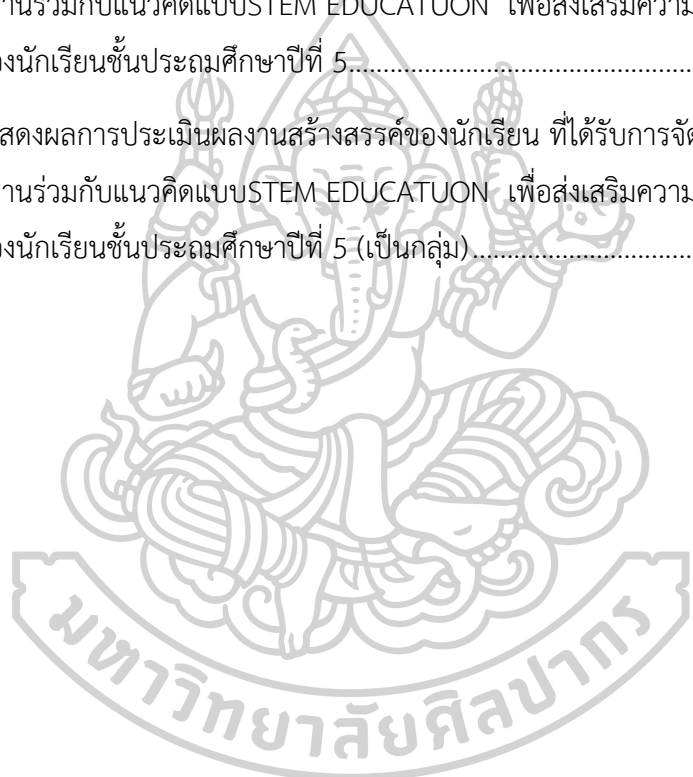 านร่วมกับแนวคิดแบบSTEM EDUCATUON เพื่อส่งเสริมความ
องนักเรียนชั้นประถมศึกษาปีที่ 5
สดงผลการประเมินผลงานสร้างสรรค์ของนักเรียน ที่ได้รับการจัด
านร่วมกับแนวคิดแบบSTEM EDUCATUON เพื่อส่งเสริมความ
องนักเรียนชั้นประถมศึกษาปีที่ 5 (เป็นกลุ่ม)
มหาวิทยาลัยศิลปากร